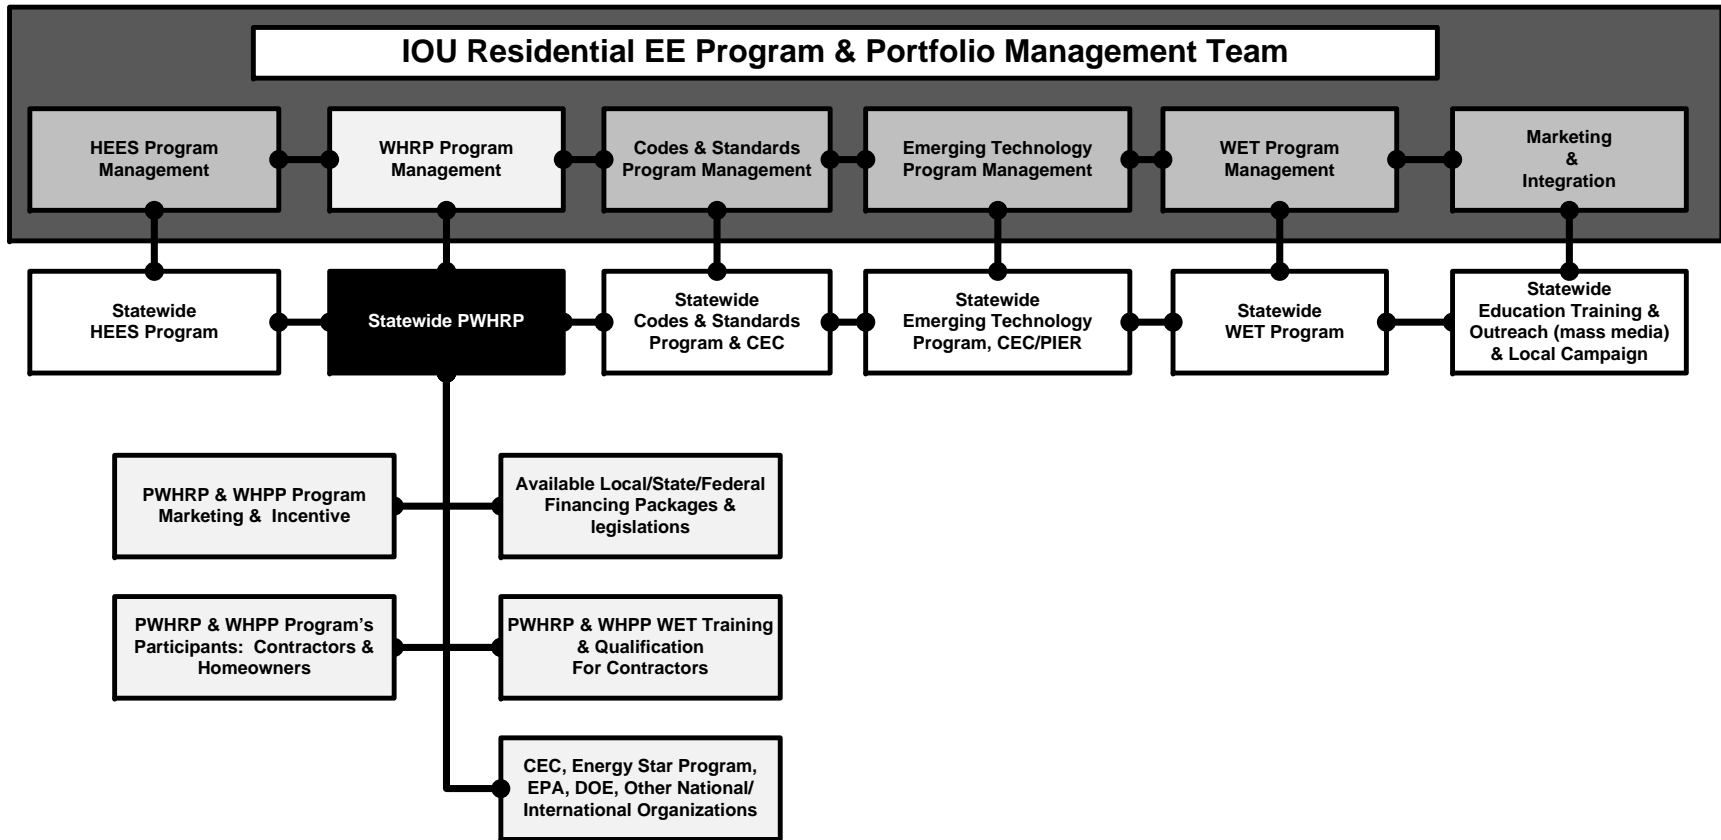 IOU Residential EE Program & Portfolio Management Team
HEES Program
Management
WHRP Program
Management
Codes & Standards
Program Management
Emerging Technology
Program Management
WET Program
Management
Marketing
&
Integration
Statewide
HEES Program
Statewide PWHRP
Statewide
Codes & Standards
Program & CEC
Statewide
Emerging Technology
Program, CEC/PIER
Statewide
WET Program
Statewide
Education Training &
Outreach (mass media)
& Local Campaign
PWHRP & WHPP Program
Marketing & Incentive
Available Local/State/Federal
Financing Packages &
legislations
PWHRP & WHPP Program's
Participants: Contractors &
Homeowners
PWHRP & WHPP WET Training
& Qualification
For Contractors
CEC, Energy Star Program,
EPA, DOE, Other National/
International Organizations